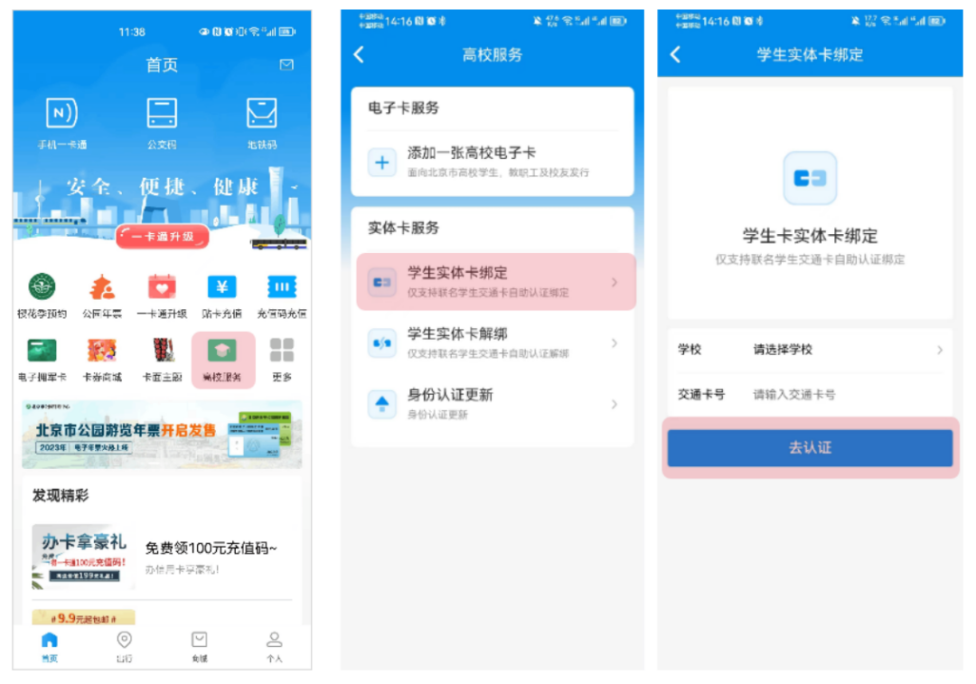 11:38
首页
手机一卡通
公交码
地铁码
安全、便捷、健康
一卡通升级
樱花季预约
公园年票
一卡通升级
贴卡充值
充值码充值
电子拥军卡
卡券商城
卡面主题
高校服务
更多
北京市公园游览年票开启发售
2023年 电子年票火热上线
发现精彩
办卡拿豪礼
免费领100元充值码~
办信用卡享豪礼!
#9.9元超值邮#
首页
出行
商城
个人
14:16
高校服务
电子卡服务
添加一张高校电子卡
面向北京市高校学生、教职工及校友发行
实体卡服务
学生实体卡绑定
仅支持联名学生交通卡自助认证绑定
学生实体卡解绑
仅支持联名学生交通卡自助认证解绑
身份认证更新
身份认证更新
14:16
学生实体卡绑定
学生卡实体卡绑定
仅支持联名学生交通卡自助认证绑定
学校 请选择学校
交通卡号 请输入交通卡号
去认证